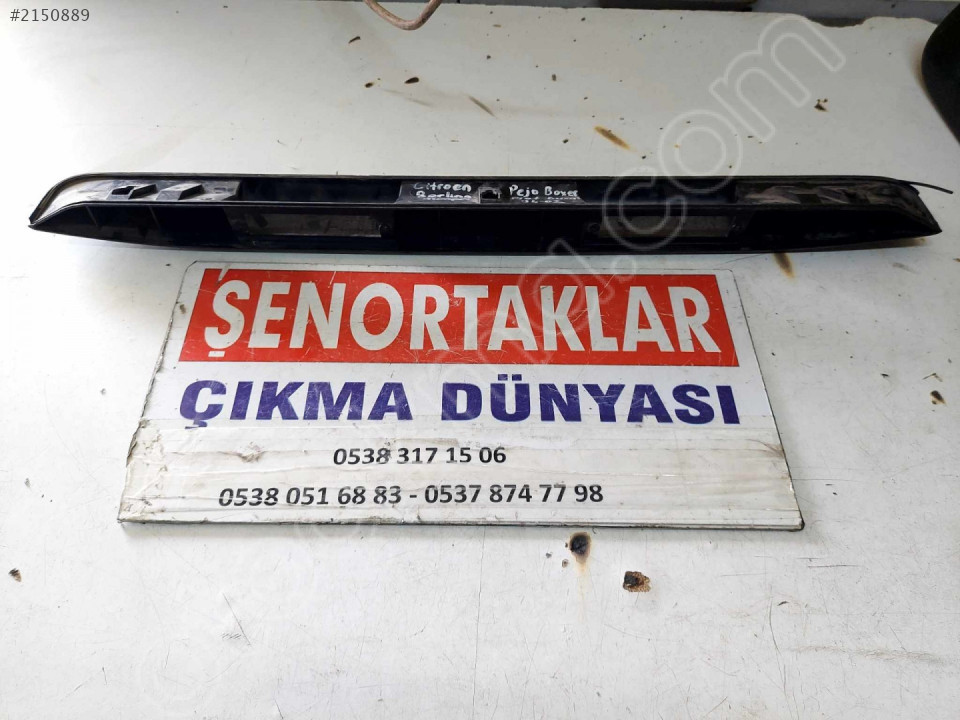 #2150889
Citroen
Berlingo
Pejo Boxer
ŞENORTAKLAR
ÇIKMA DÜNYASI
0538 317 15 06
0538 051 68 83 - 0537 874 77 98